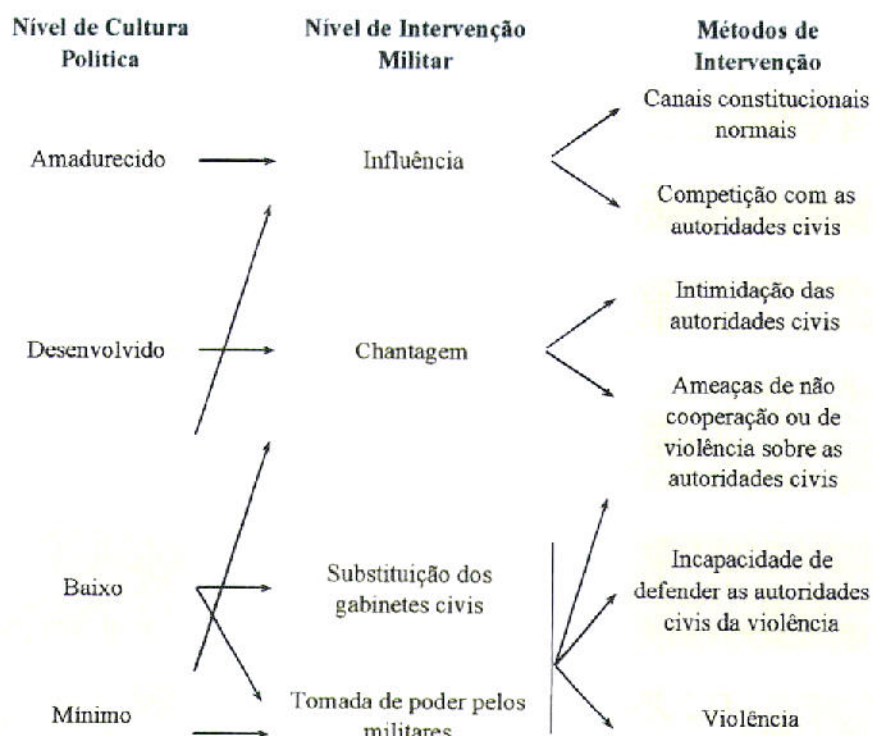 Nível de Cultura
Política
Nível de Intervenção
Militar
Métodos de
Intervenção
Amadurecido
Influência
Canais constitucionais
normais
Competição com as
autoridades civis
Desenvolvido
Chantagem
Intimidação das
autoridades civis
Ameaças de não
cooperação ou de
violência sobre as
autoridades civis
Baixo
Substituição dos
gabinetes civis
Incapacidade de
defender as autoridades
civis da violência
Mínimo
Tomada de poder pelos
militares
Violência